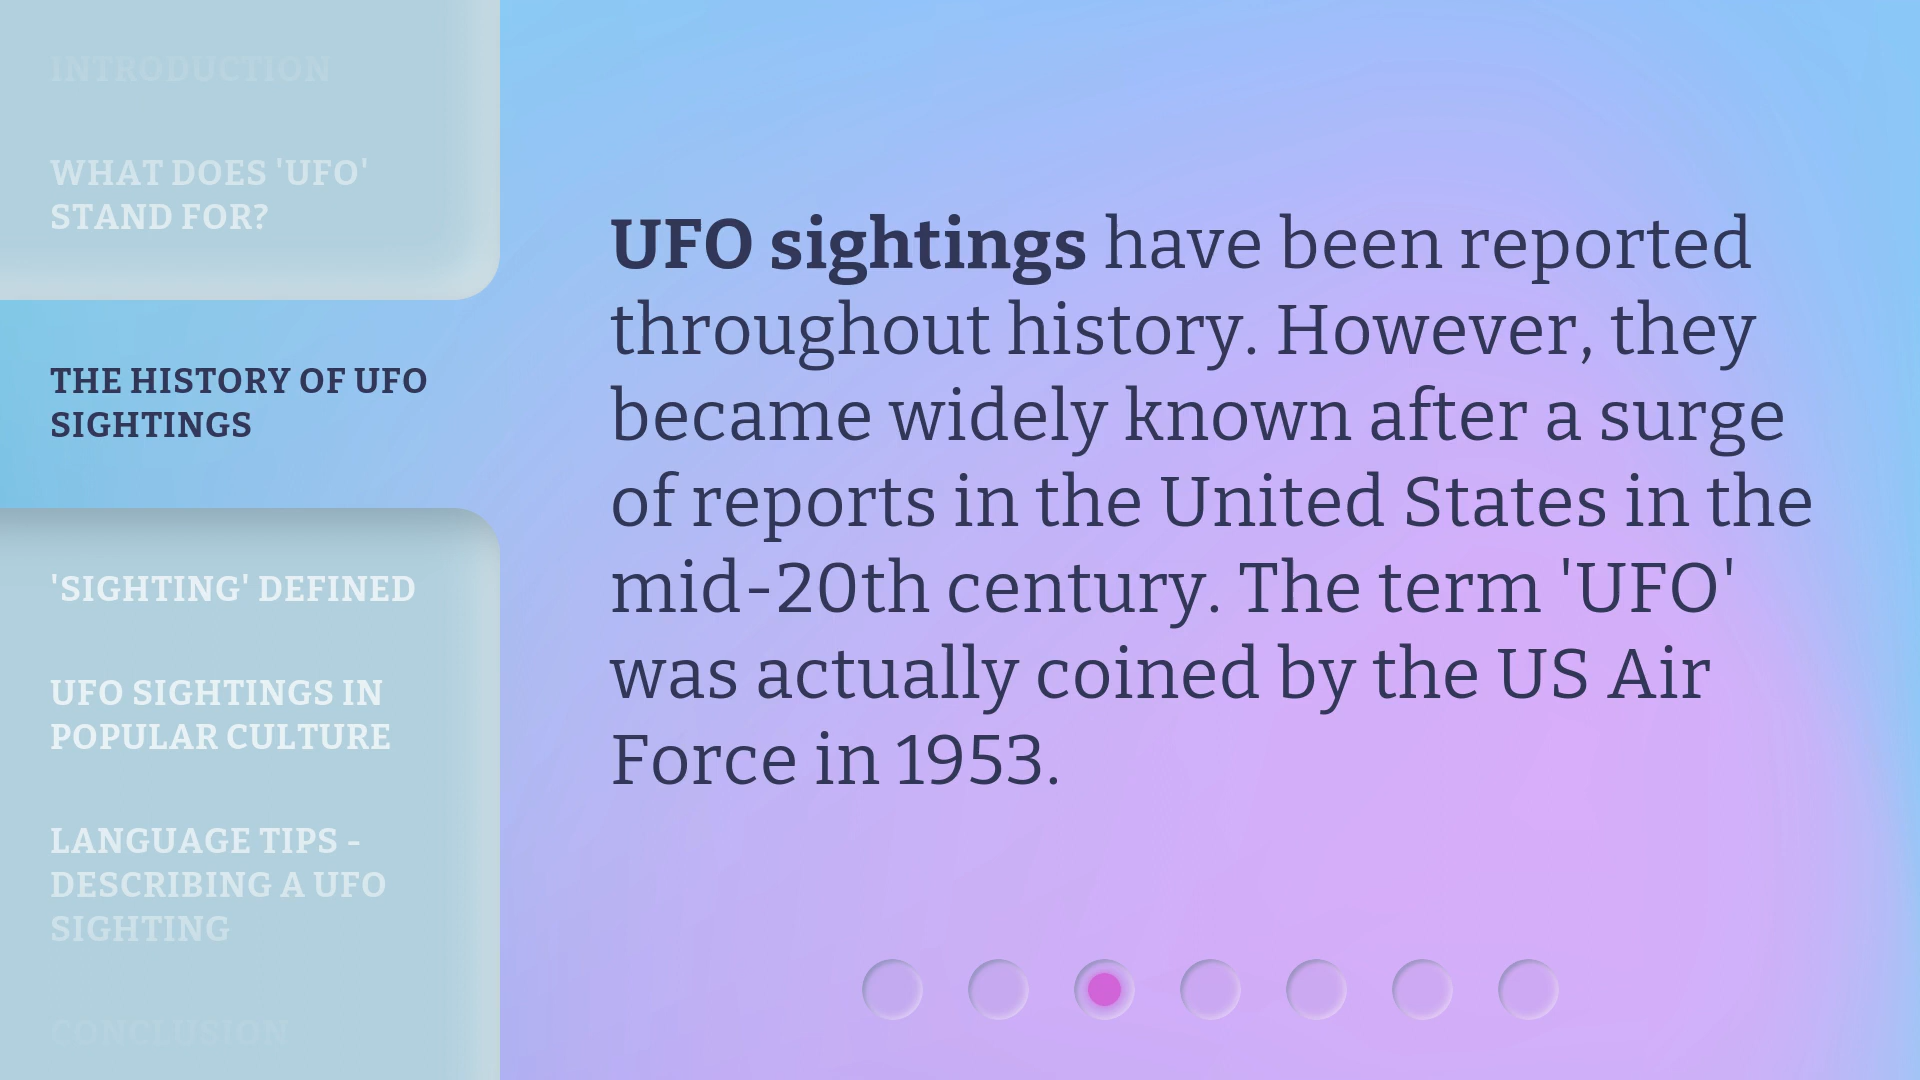 INTRODUCTION
WHAT DOES 'UFO'
STAND FOR?
THE HISTORY OF UFO
SIGHTINGS
'SIGHTING' DEFINED
UFO SIGHTINGS IN
POPULAR CULTURE
LANGUAGE TIPS -
DESCRIBING A UFO
SIGHTING
CONCLUSION
UFO sightings have been reported
throughout history. However, they
became widely known after a surge
of reports in the United States in the
mid-20th century. The term 'UFO'
was actually coined by the US Air
Force in 1953.